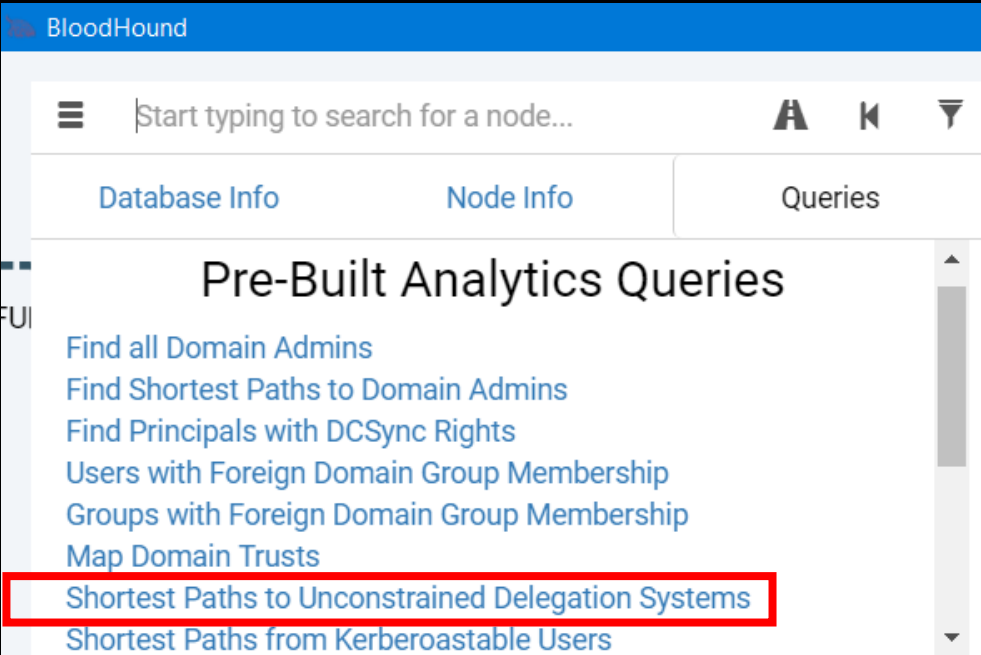 BloodHound
Start typing to search for a node...
Database Info Node Info Queries
Pre-Built Analytics Queries
Find all Domain Admins
Find Shortest Paths to Domain Admins
Find Principals with DCSync Rights
Users with Foreign Domain Group Membership
Groups with Foreign Domain Group Membership
Map Domain Trusts
Shortest Paths to Unconstrained Delegation Systems
Shortest Paths from Kerberoastable Users